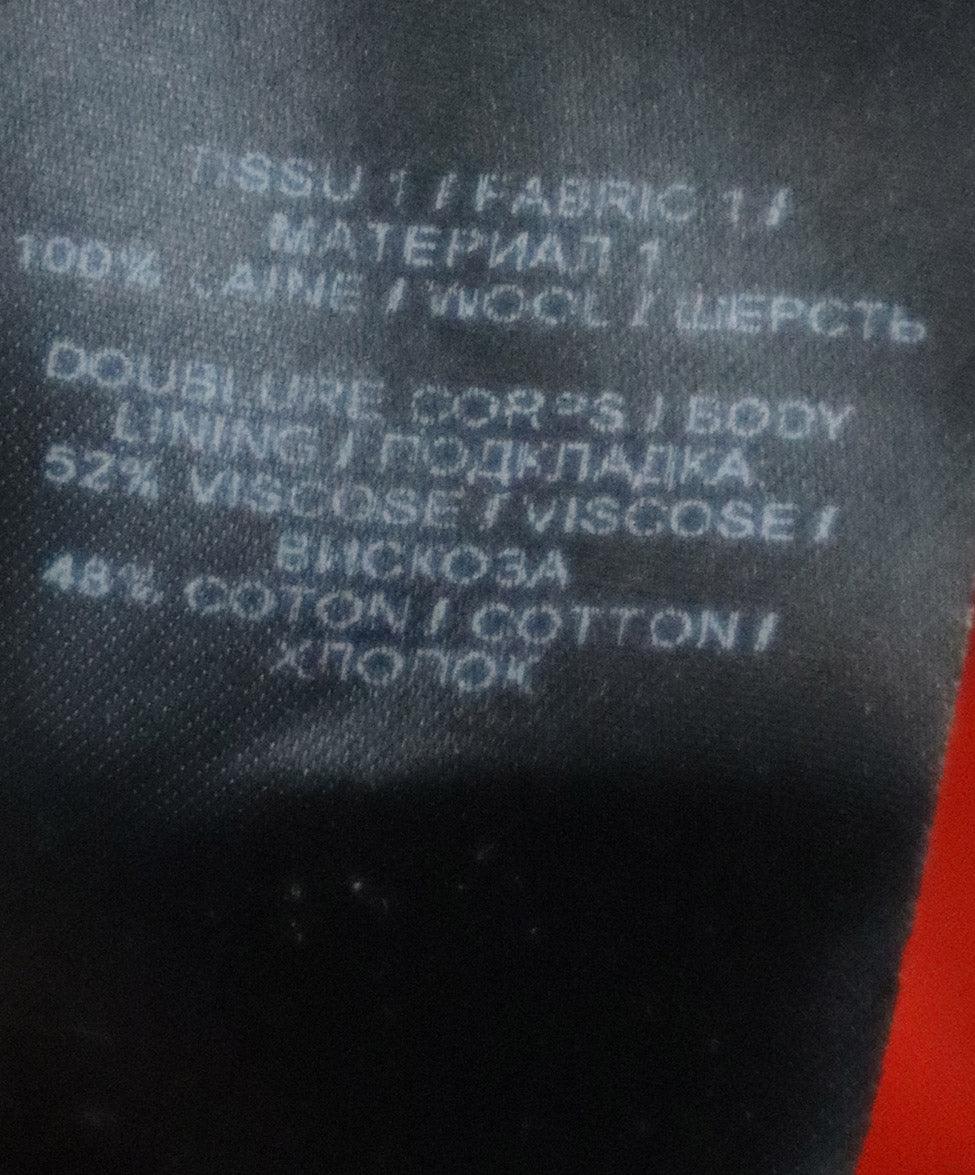 TISSU 1 / FABRIC 1 /
МАТЕРИАЛ 1
100% LAINE / WOOL / ШЕРСТЬ
DOUBLURE CORPS / BODY
LINING / ПОДКЛАДКА
52% VISCOSE / VISCOSE /
ВИСКОЗА
48% COTON / COTTON /
ХЛОПОК